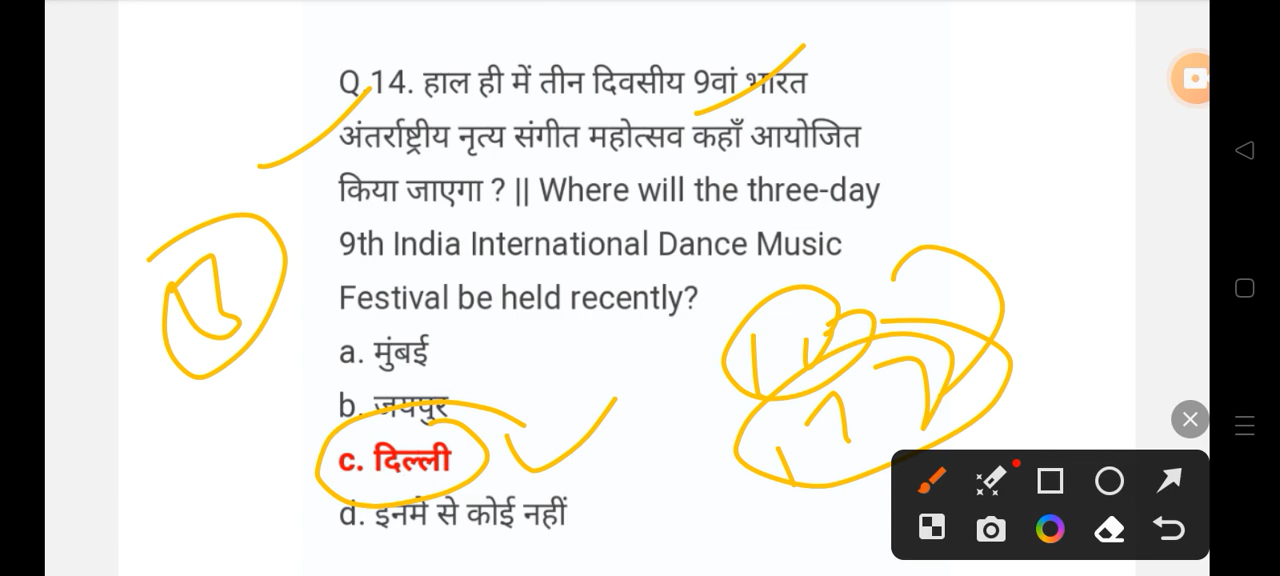 Q.14. हाल ही में तीन दिवसीय 9वां भारत
अंतर्राष्ट्रीय नृत्य संगीत महोत्सव कहाँ आयोजित
किया जाएगा ? || Where will the three-day
9th India International Dance Music
Festival be held recently?
a. मुंबई
b. जयपुर
c. दिल्ली
d. इनमें से कोई नहीं